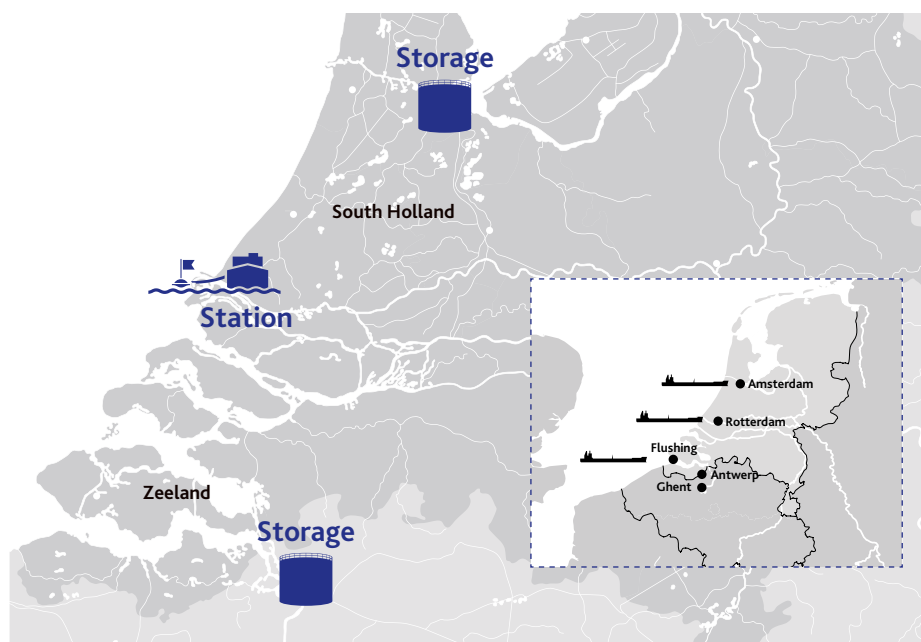 Storage
South Holland
Station
Zeeland
Storage
Amsterdam
Rotterdam
Flushing
Antwerp
Ghent